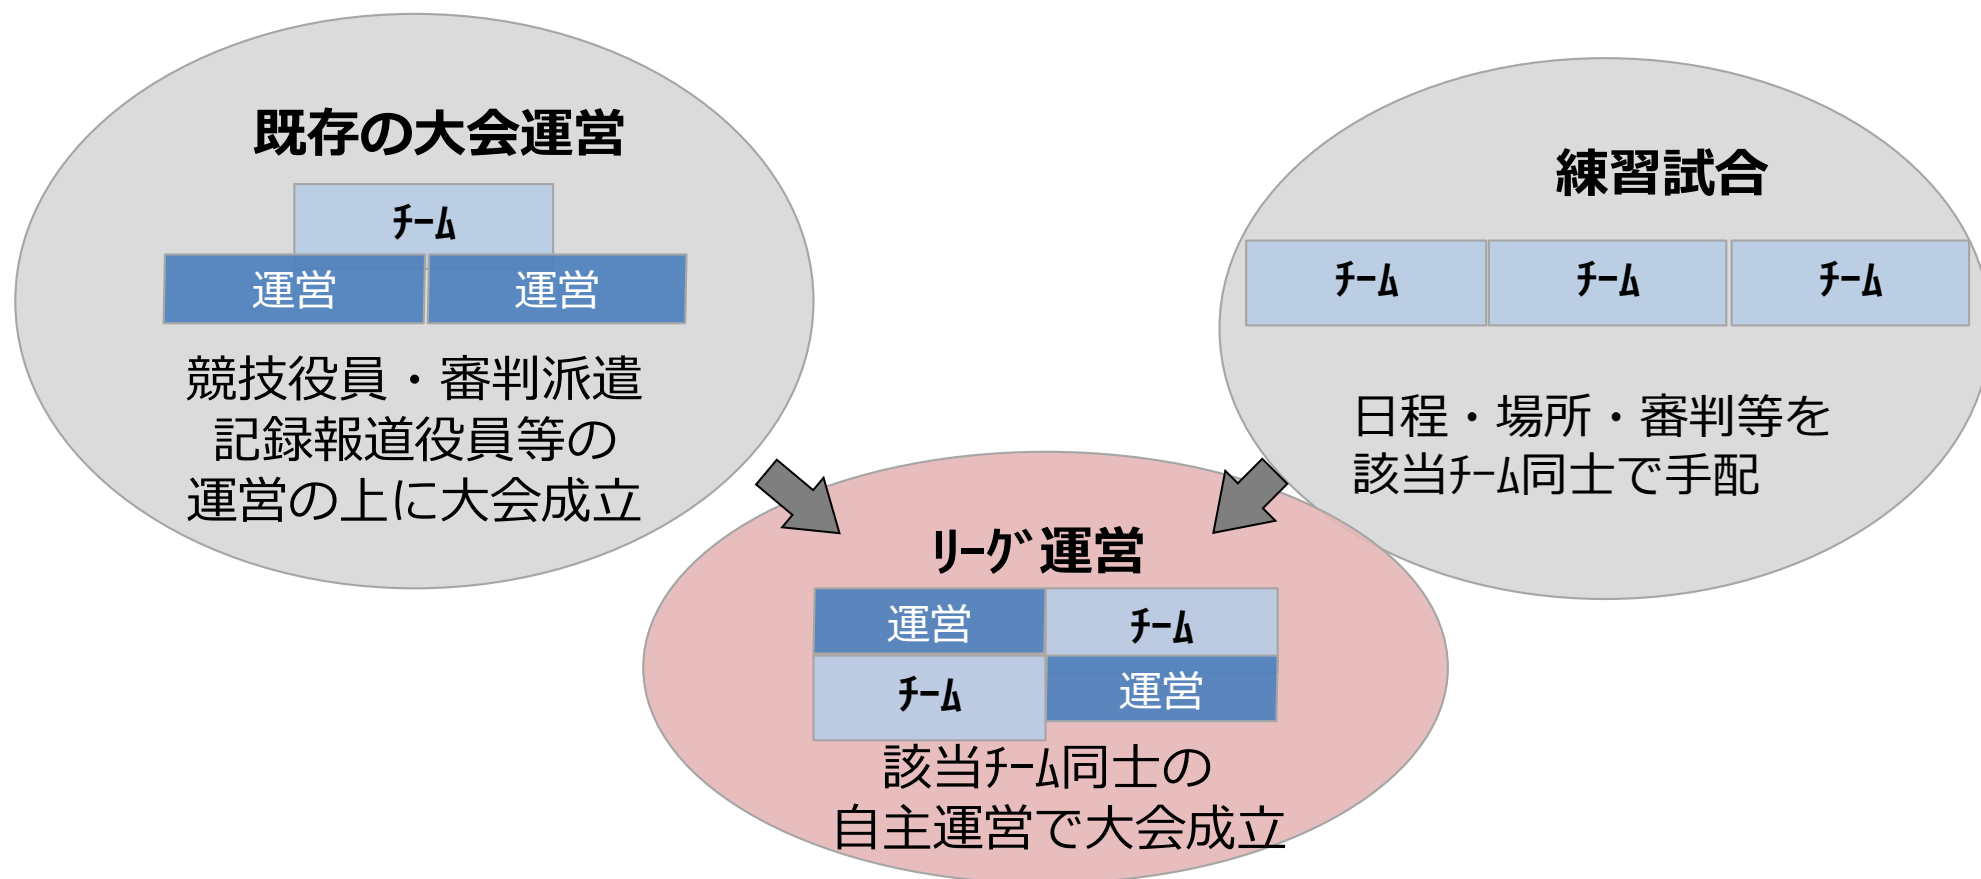 既存の大会運営
ﾁｰﾑ
運営 運営
競技役員・審判派遣
記録報道役員等の
運営の上に大会成立
練習試合
ﾁｰﾑ ﾁｰﾑ ﾁｰﾑ
日程・場所・審判等を
該当ﾁｰﾑ同士で手配
ﾘｰｸﾞ運営
運営 ﾁｰﾑ
ﾁｰﾑ 運営
該当ﾁｰﾑ同士の
自主運営で大会成立